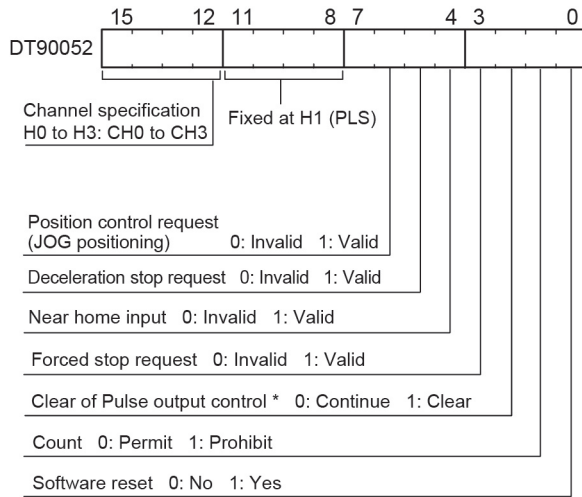 15 12 11 8 7 4 3 0
DT90052
Channel specification
H0 to H3: CH0 to CH3
Fixed at H1 (PLS)
Position control request
(JOG positioning) 0: Invalid 1: Valid
Deceleration stop request 0: Invalid 1: Valid
Near home input 0: Invalid 1: Valid
Forced stop request 0: Invalid 1: Valid
Clear of Pulse output control * 0: Continue 1: Clear
Count 0: Permit 1: Prohibit
Software reset 0: No 1: Yes